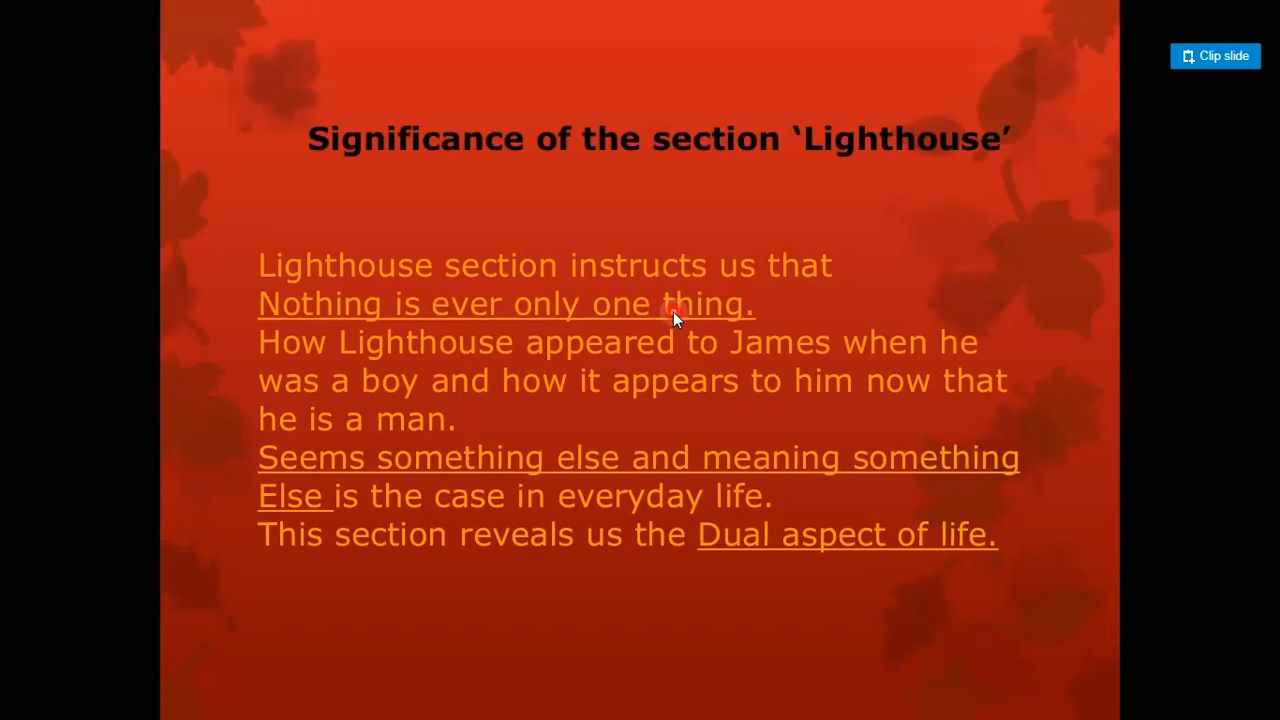 Clip slide
Significance of the section ‘Lighthouse’
Lighthouse section instructs us that
Nothing is ever only one thing.
How Lighthouse appeared to James when he
was a boy and how it appears to him now that
he is a man.
Seems something else and meaning something
Else is the case in everyday life.
This section reveals us the Dual aspect of life.